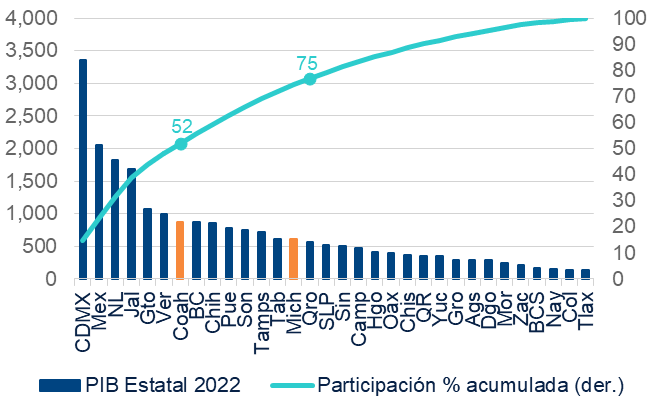 4,000
3,500
3,000
2,500
2,000
1,500
1,000
500
0
100
90
80
70
60
50
40
30
20
10
0
52
75
CDMX
Mex
NL
Jal
Gto
Ver
Coah
BC
Chih
Pue
Son
Tamps
Tab
Mich
Qro
SLP
Sin
Camp
Hgo
Oax
Chis
QR
Yuc
Gro
Ags
Dgo
Mor
Zac
BCS
Nay
Col
Tlax
PIB Estatal 2022
Participación % acumulada (der.)